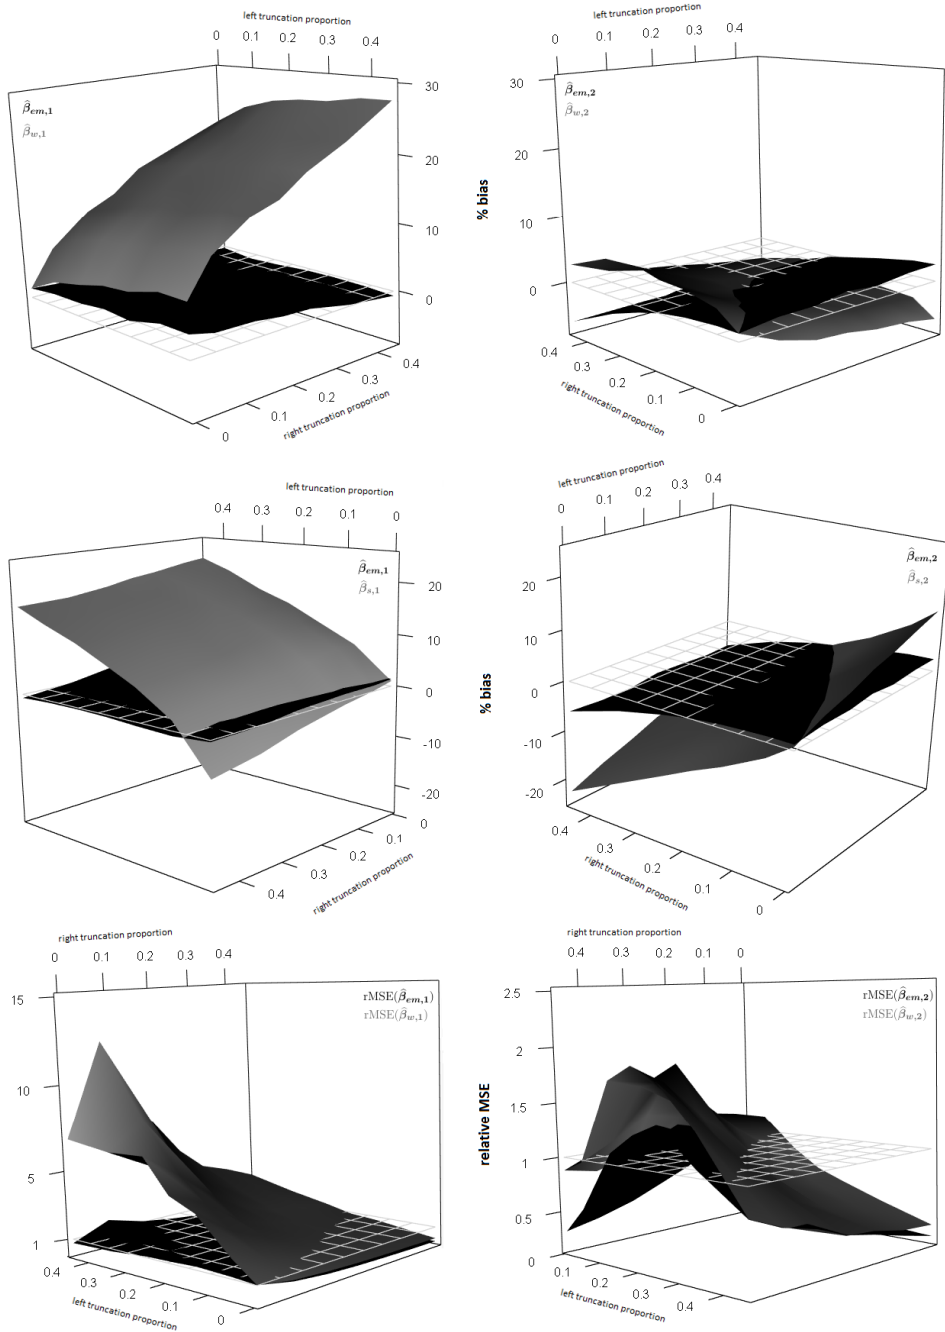 left truncation proportion
0 0.1 0.2 0.3 0.4
β̂em,1
β̂w,1
30
20
10
0
0.4
0.3
0.2
0.1
0
right truncation proportion
left truncation proportion
0 0.1 0.2 0.3 0.4
β̂em,2
β̂w,2
% bias
30
20
10
0
0.4
0.3
0.2
0.1
0
right truncation proportion
left truncation proportion
0.4 0.3 0.2 0.1 0
β̂em,1
β̂s,1
20
10
0
-10
-20
0
0.1
0.2
0.3
0.4
right truncation proportion
left truncation proportion
0 0.1 0.2 0.3 0.4
β̂em,2
β̂s,2
% bias
20
10
0
-10
-20
0.4
0.3
0.2
0.1
0
right truncation proportion
right truncation proportion
0 0.1 0.2 0.3 0.4
rMSE(β̂em,1)
rMSE(β̂w,1)
15
10
5
1
0.4
0.3
0.2
0.1
0
left truncation proportion
right truncation proportion
0.4 0.3 0.2 0.1 0
rMSE(β̂em,2)
rMSE(β̂w,2)
relative MSE
2.5
2
1.5
1
0.5
0
0.1
0.2
0.3
0.4
left truncation proportion